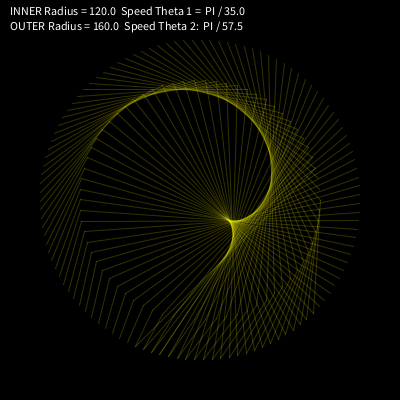 INNER Radius = 120.0  Speed Theta 1 =  PI / 35.0
OUTER Radius = 160.0  Speed Theta 2:  PI / 57.5